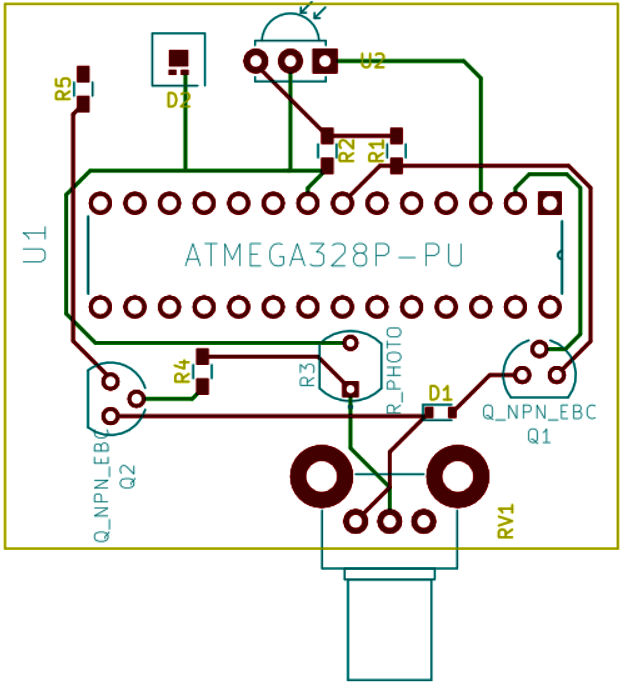 U2
R5
D2
R2
R1
U1
ATMEGA328P-PU
R4
R3
R_PHOTO
D1
Q_NPN_EBC
Q1
Q_NPN_EBC
Q2
RV1